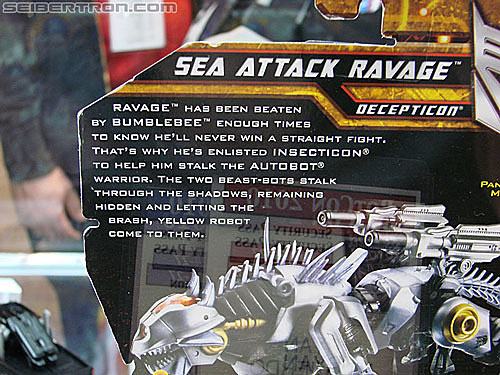 SEIBERTRON.COM
SEA ATTACK RAVAGE™
DECEPTICON
RAVAGE™ HAS BEEN BEATEN
BY BUMBLEBEE™ ENOUGH TIMES
TO KNOW HE'LL NEVER WIN A STRAIGHT FIGHT.
THAT'S WHY HE'S ENLISTED INSECTICON®
TO HELP HIM STALK THE AUTOBOT®
WARRIOR. THE TWO BEAST-BOTS STALK
THROUGH THE SHADOWS, REMAINING
HIDDEN AND LETTING THE
BRASH, YELLOW ROBOT
COME TO THEM.
PAN
M